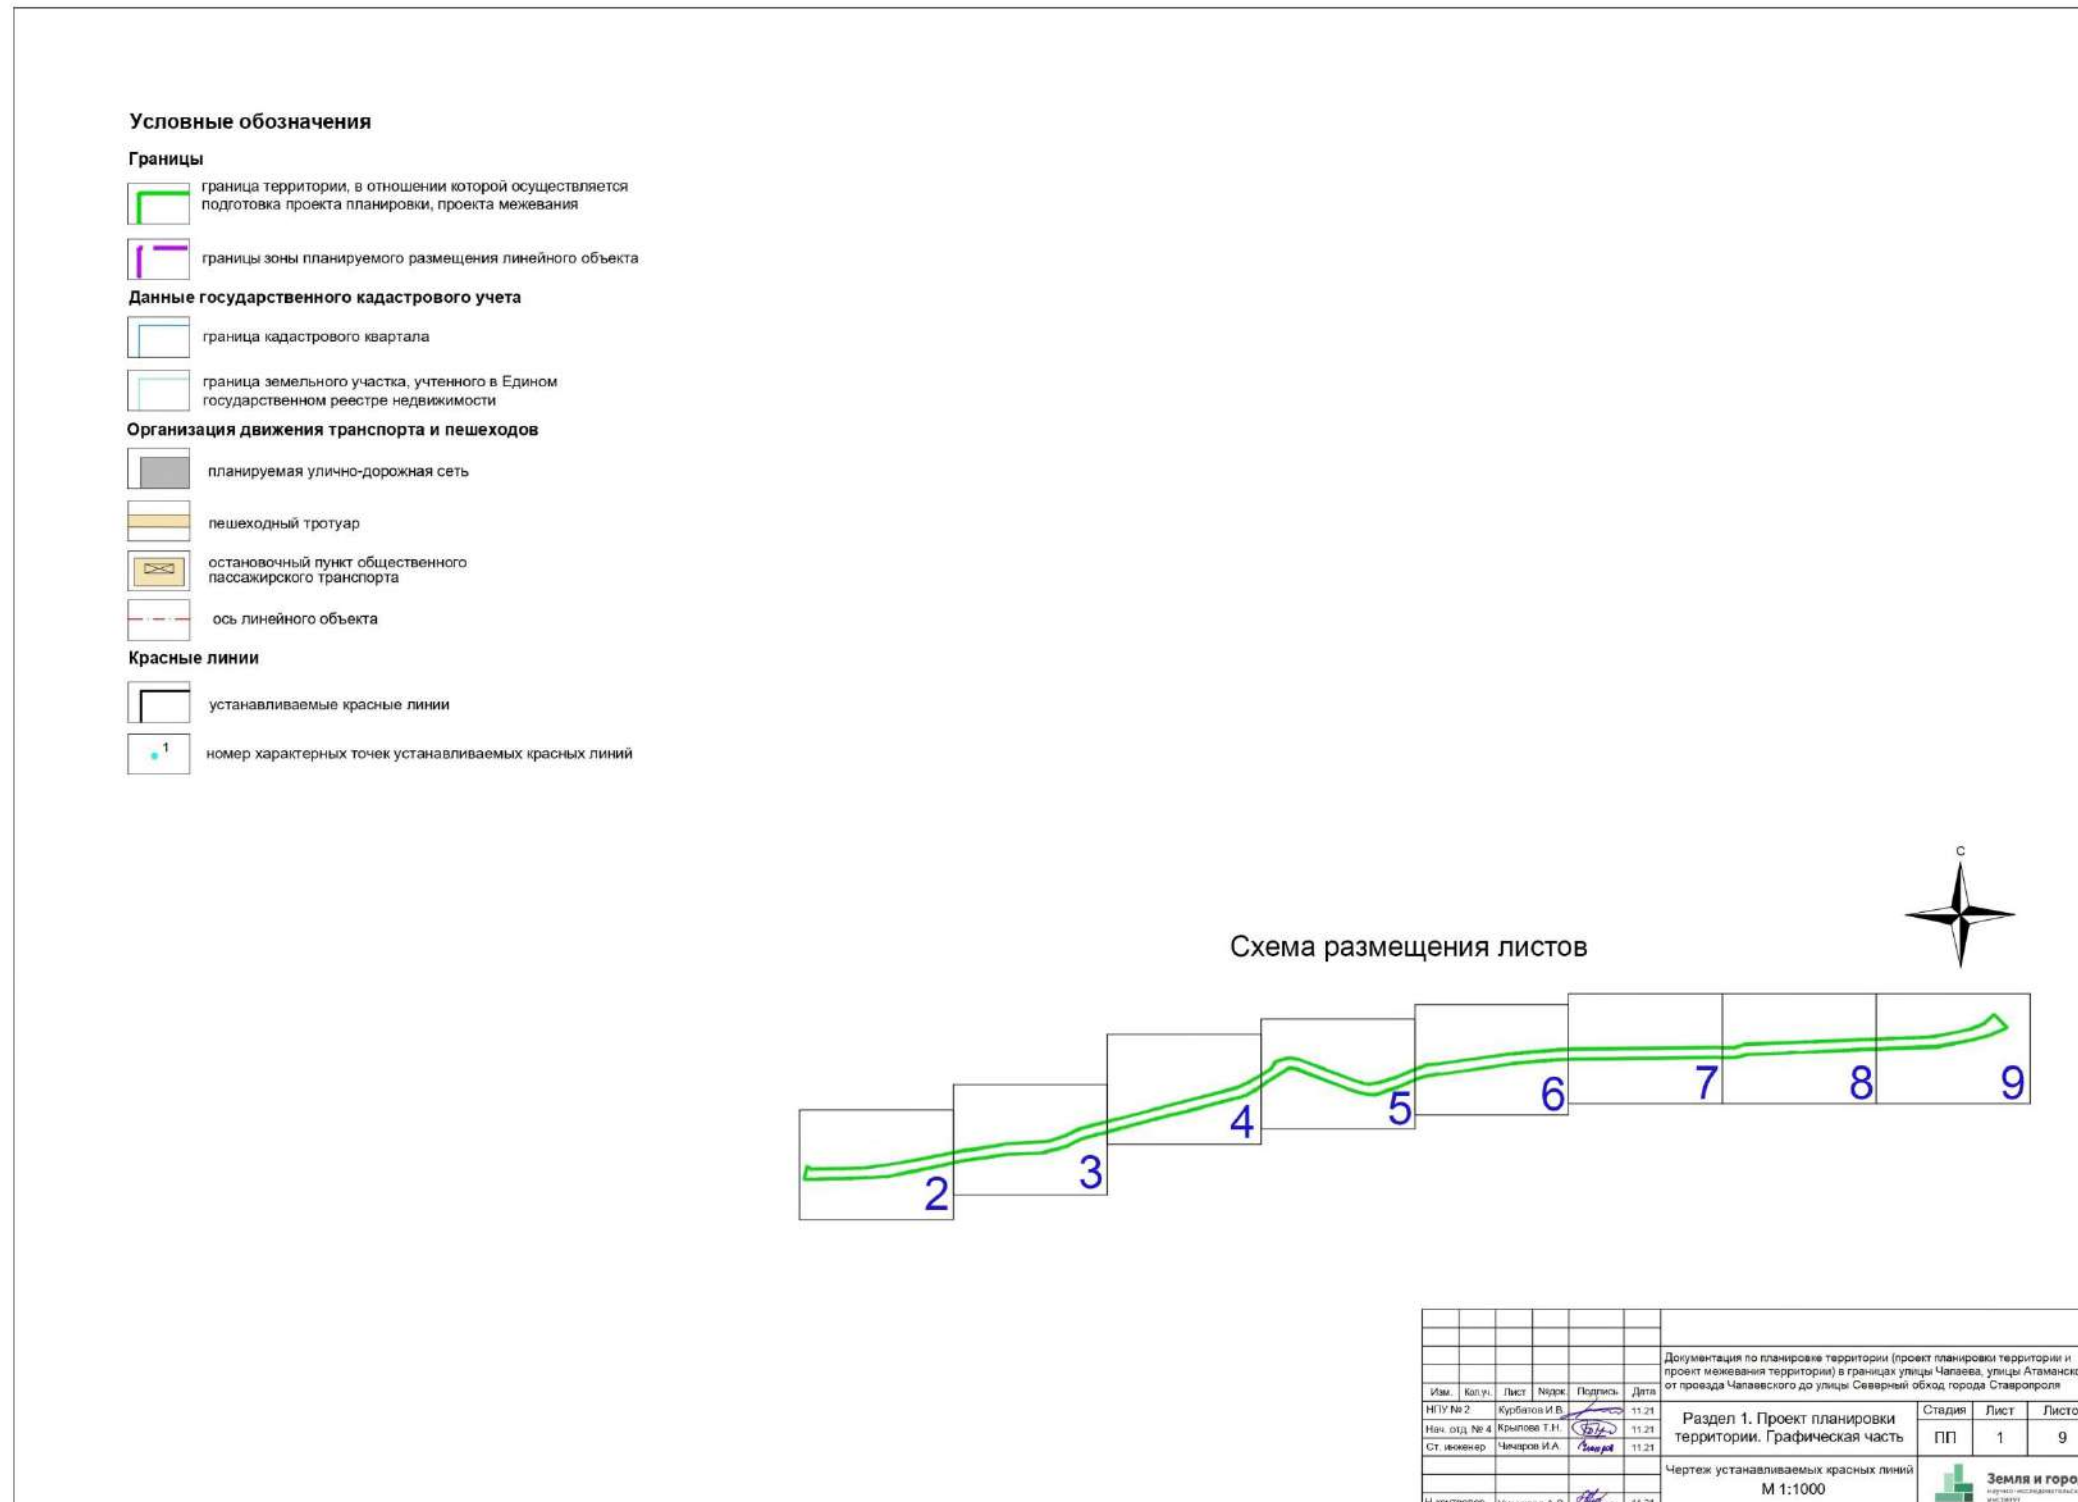 Условные обозначения
Границы
граница территории, в отношении которой осуществляется
подготовка проекта планировки, проекта межевания
границы зоны планируемого размещения линейного объекта
Данные государственного кадастрового учета
граница кадастрового квартала
граница земельного участка, учтенного в Едином
государственном реестре недвижимости
Организация движения транспорта и пешеходов
планируемая улично-дорожная сеть
пешеходный тротуар
остановочный пункт общественного
пассажирского транспорта
ось линейного объекта
Красные линии
устанавливаемые красные линии
1
номер характерных точек устанавливаемых красных линий
С
Схема размещения листов
2
3
4
5
6
7
8
9
Документация по планировке территории (проект планировки территории и
проект межевания территории) в границах улицы Чапаева, улицы Атаманско
от проезда Чапаевского до улицы Северный обход города Ставрополя
Изм. Кол.уч. Лист №док. Подпись Дата
НПУ № 2 Курбатов И.В. 11.21
Нач. отд. № 4 Крылова Т.Н. 11.21
Ст. инженер Чичаров И.А. 11.21
Раздел 1. Проект планировки
территории. Графическая часть
Стадия Лист Листо
ПП 1 9
Чертеж устанавливаемых красных линий
М 1:1000
Земля и горо